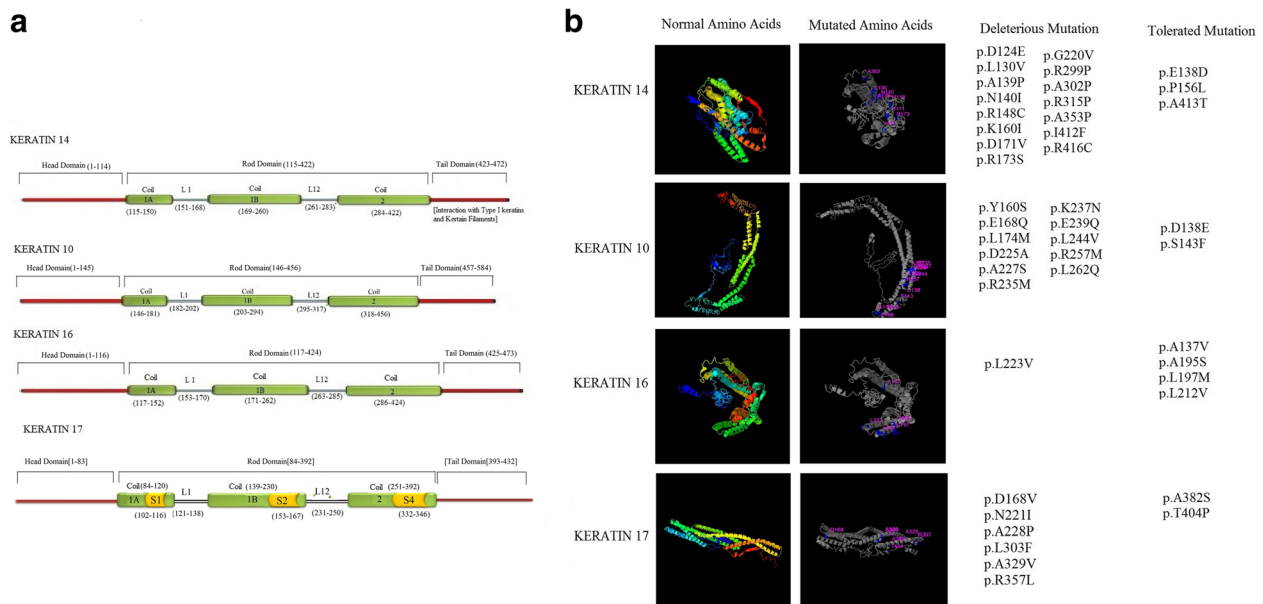 a
KERATIN 14
Head Domain (1-114)
Rod Domain (115-422)
Tail Domain (423-472)
Coil
L 1
Coil
L12
Coil
1A
1B
2
(115-150)
(151-168)
(169-260)
(261-283)
(284-422)
[Interaction with Type I keratins
and Kertain Filaments]
KERATIN 10
Head Domain(1-145)
Rod Domain(146-456)
Tail Domain(457-584)
Coil
L1
Coil
L12
Coil
1A
1B
2
(146-181)
(182-202)
(203-294)
(295-317)
(318-456)
KERATIN 16
Head Domain (1-116)
Rod Domain(117-424)
Tail Domain(425-473)
Coil
L 1
Coil
L12
Coil
1A
1B
2
(117-152)
(153-170)
(171-262)
(263-285)
(286-424)
KERATIN 17
Head Domain[1-83)
Rod Domain[84-392)
[Tail Domain[393-432)
Coil(84-120)
L1
Coil (139-230)
L12
Coil (251-392)
1A S1
1B S2
2 S4
(102-116)
(121-138)
(153-167)
(231-250)
(332-346)
b
Normal Amino Acids
Mutated Amino Acids
Deleterious Mutation
Tolerated Mutation
KERATIN 14
p.D124E
p.L130V
p.A139P
p.N140I
p.R148C
p.K160I
p.D171V
p.R173S
p.G220V
p.R299P
p.A302P
p.R315P
p.A353P
p.I412F
p.R416C
p.E138D
p.P156L
p.A413T
KERATIN 10
p.Y160S
p.E168Q
p.L174M
p.D225A
p.A227S
p.R235M
p.K237N
p.E239Q
p.L244V
p.R257M
p.L262Q
p.D138E
p.S143F
KERATIN 16
p.L223V
p.A137V
p.A195S
p.L197M
p.L212V
KERATIN 17
p.D168V
p.N221I
p.A228P
p.L303F
p.A329V
p.R357L
p.A382S
p.T404P